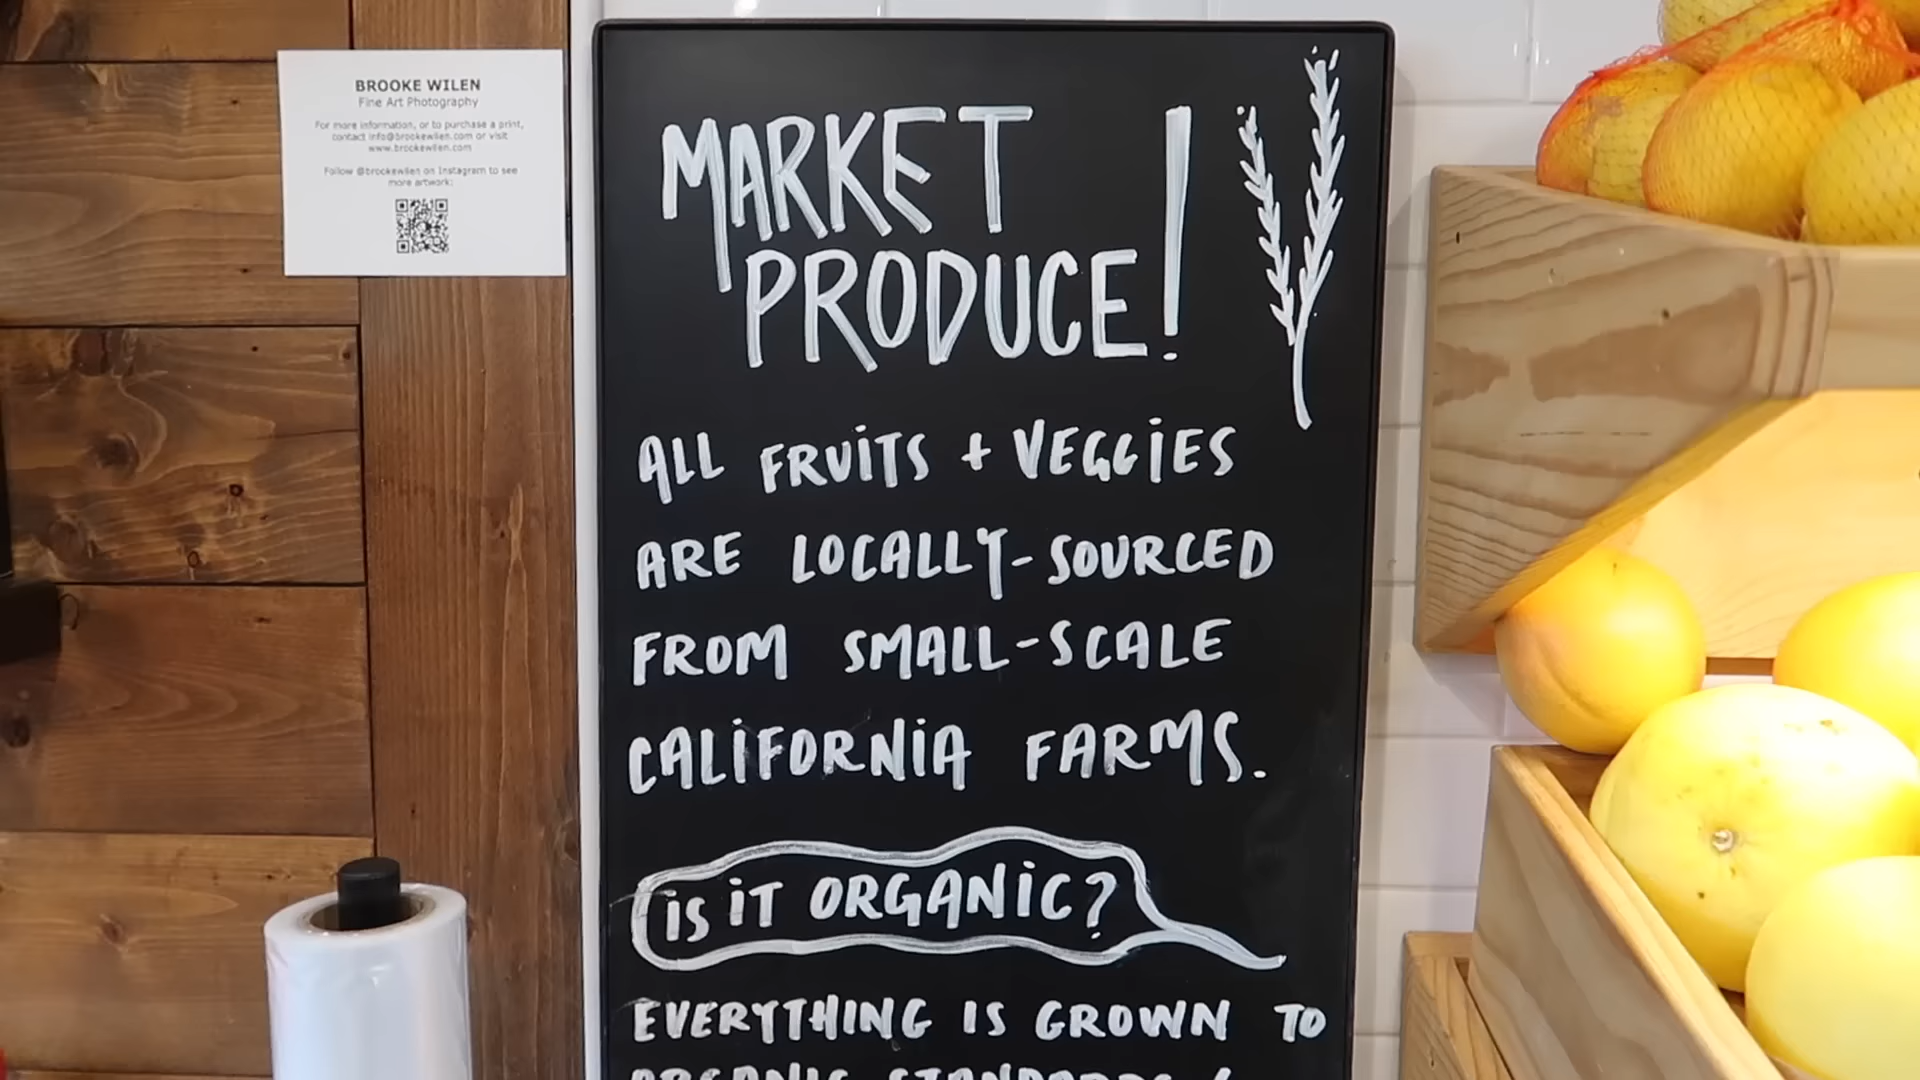 BROOKE WILEN
Fine Art Photography
For more information, or to purchase a print,
contact info@brookewilen.com or visit
www.brookewilen.com
Follow @brookewilen on Instagram to see
more artwork:
MARKET
PRODUCE!
ALL FRUiTS + VEGGiES
ARE LOCALLY-SOURCED
FROM SMALL-SCALE
CALiFORNiA FARMS.
iS iT ORGANiC?
EVERYTHING IS GROWN TO
ORGANIC STANDARDS &